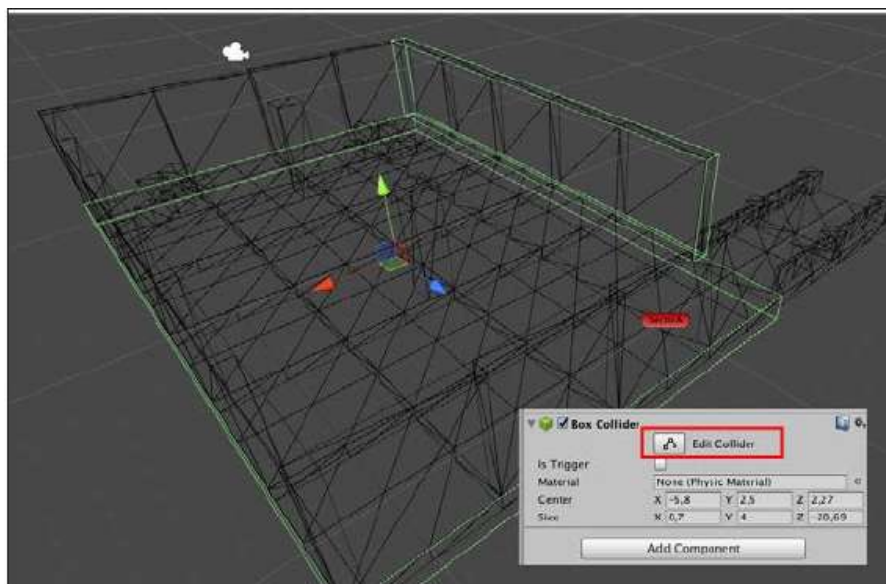 Box Collider
Edit Collider
Is Trigger
Material None (Physic Material)
Center X -5,8 Y 2,5 Z 2,27
Size X 0,7 Y 4 Z -20,69
Add Component